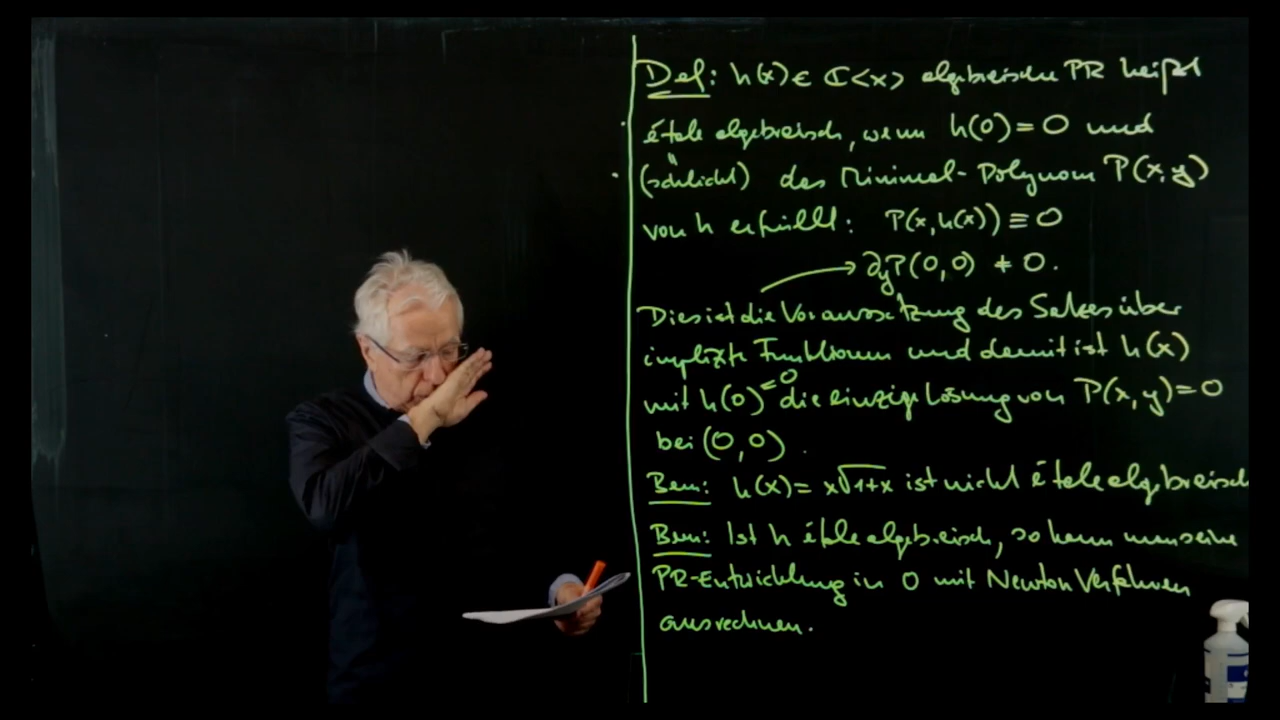 Def: h(x) ∈ ℂ<x> algebraische PR heißt
étale algebraisch, wenn h(0) = 0 und
(schlicht) das Minimal-Polynom P(x,y)
von h erfüllt: P(x,h(x)) ≡ 0
→ ∂yP(0,0) ≠ 0.
Dies ist die Voraussetzung des Satzes über
implizite Funktionen und damit ist h(x)
mit h(0)=0 die einzige Lösung von P(x,y)=0
bei (0,0).
Bem: h(x) = x√1+x ist nicht étale algebraisch
Bem: Ist h étale algebraisch, so kann man seine
PR-Entwicklung in 0 mit Newton Verfahren
ausrechnen.